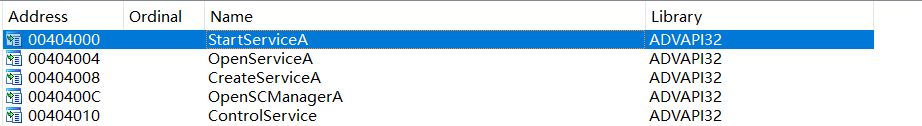 Address Ordinal Name Library
00404000 StartServiceA ADVAPI32
00404004 OpenServiceA ADVAPI32
00404008 CreateServiceA ADVAPI32
0040400C OpenSCManagerA ADVAPI32
00404010 ControlService ADVAPI32